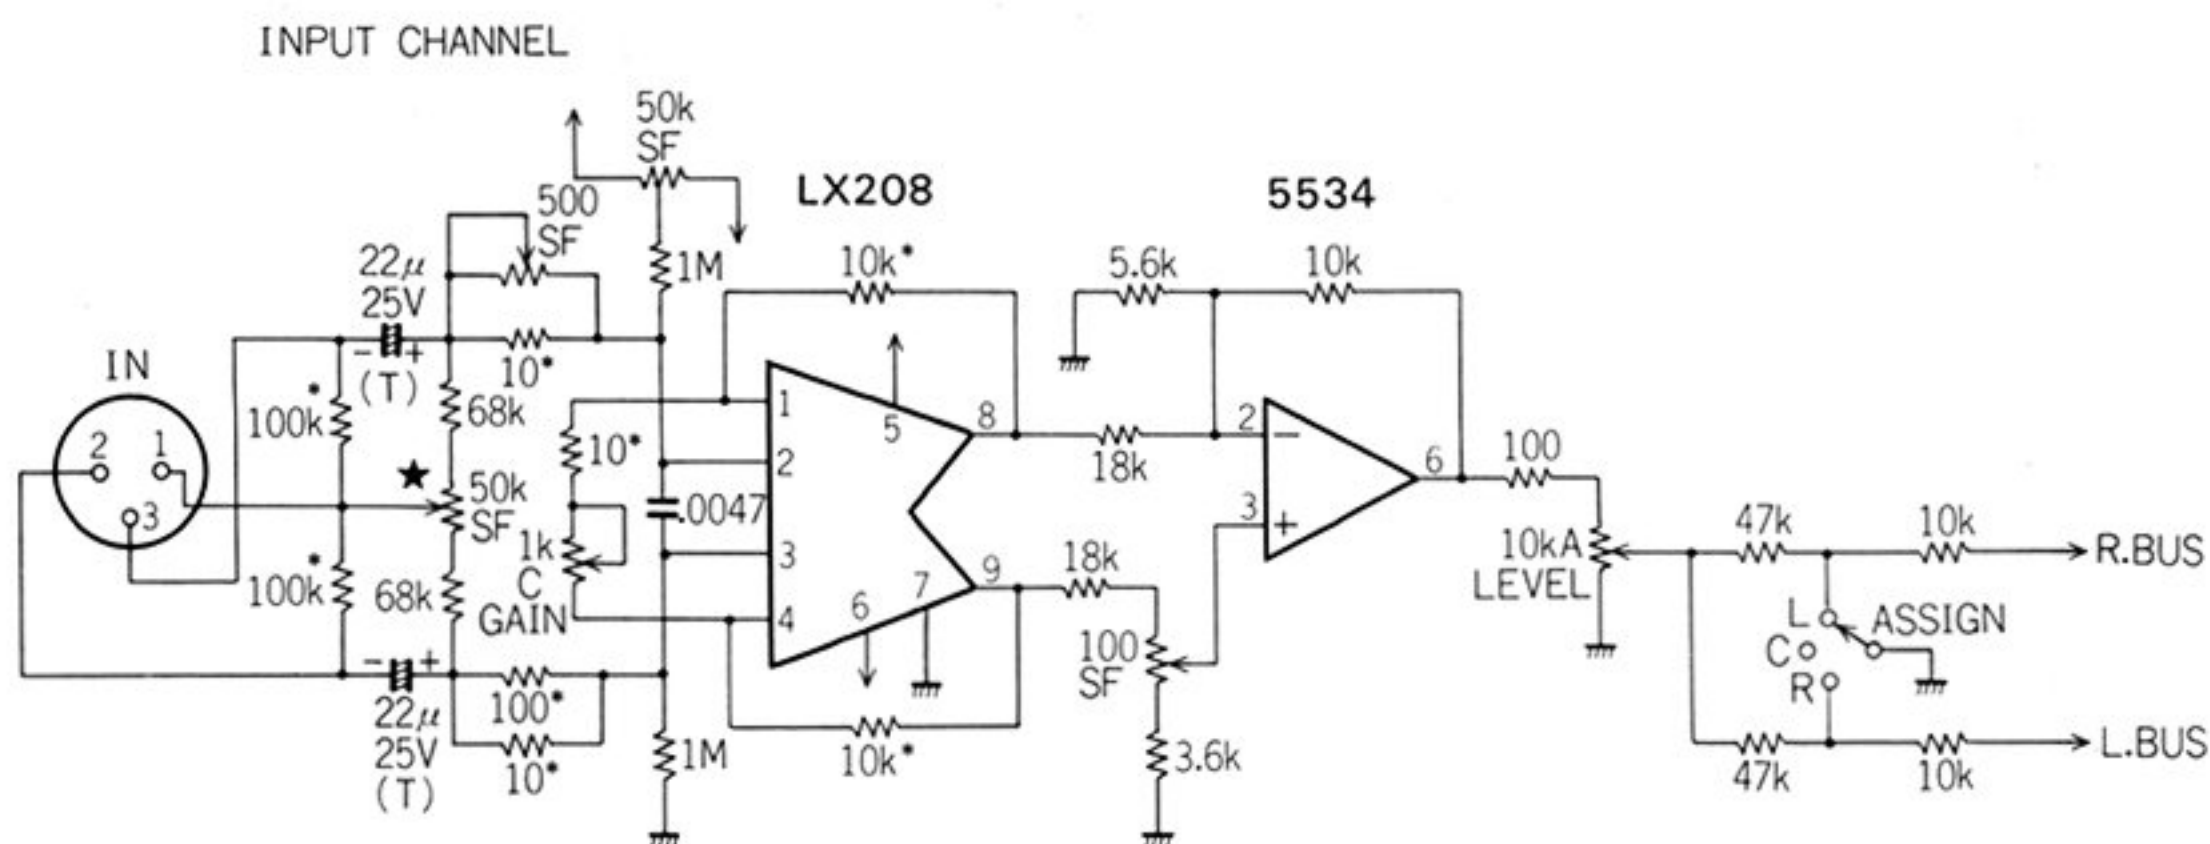 INPUT CHANNEL
50k
SF
500
SF
LX208
5534
22μ
25V
(T)
1M
10k*
5.6k
10k
IN
2
1
3
*
100k
- +
10*
68k
★
50k
SF
10*
.0047
1k
C
GAIN
1
2
3
4
5
6
7
8
9
18k
18k
2
3
−
+
6
100
10kA
LEVEL
47k
10k
R.BUS
L
C
R
ASSIGN
*
100k
68k
- +
22μ
25V
(T)
100*
10*
1M
10k*
100
SF
3.6k
47k
10k
L.BUS